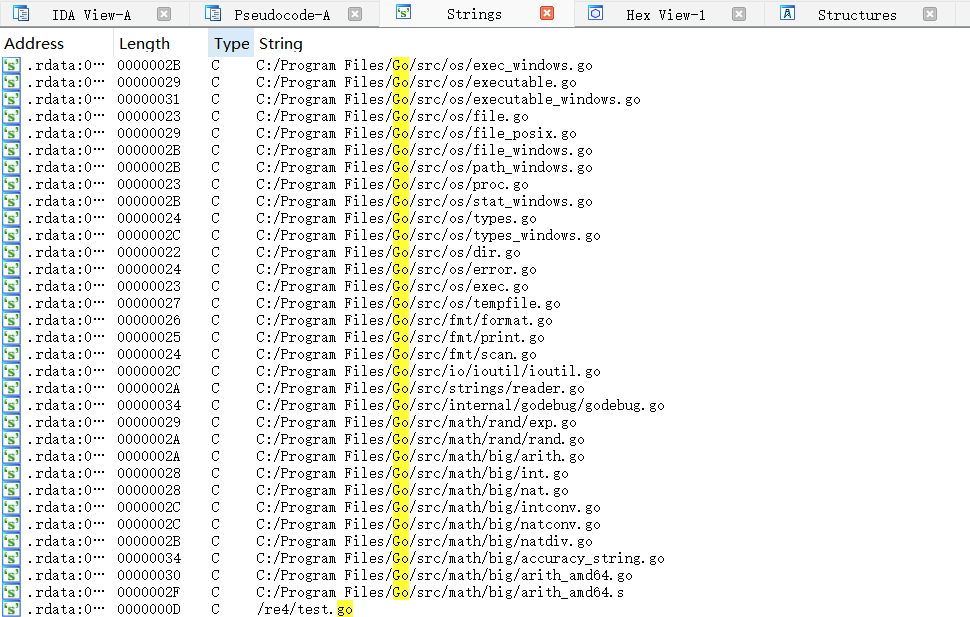 IDA View-A Pseudocode-A Strings Hex View-1 Structures
Address Length Type String
.rdata:0… 0000002B C C:/Program Files/Go/src/os/exec_windows.go
.rdata:0… 00000029 C C:/Program Files/Go/src/os/executable.go
.rdata:0… 00000031 C C:/Program Files/Go/src/os/executable_windows.go
.rdata:0… 00000023 C C:/Program Files/Go/src/os/file.go
.rdata:0… 00000029 C C:/Program Files/Go/src/os/file_posix.go
.rdata:0… 0000002B C C:/Program Files/Go/src/os/file_windows.go
.rdata:0… 0000002B C C:/Program Files/Go/src/os/path_windows.go
.rdata:0… 00000023 C C:/Program Files/Go/src/os/proc.go
.rdata:0… 0000002B C C:/Program Files/Go/src/os/stat_windows.go
.rdata:0… 00000024 C C:/Program Files/Go/src/os/types.go
.rdata:0… 0000002C C C:/Program Files/Go/src/os/types_windows.go
.rdata:0… 00000022 C C:/Program Files/Go/src/os/dir.go
.rdata:0… 00000024 C C:/Program Files/Go/src/os/error.go
.rdata:0… 00000023 C C:/Program Files/Go/src/os/exec.go
.rdata:0… 00000027 C C:/Program Files/Go/src/os/tempfile.go
.rdata:0… 00000026 C C:/Program Files/Go/src/fmt/format.go
.rdata:0… 00000025 C C:/Program Files/Go/src/fmt/print.go
.rdata:0… 00000024 C C:/Program Files/Go/src/fmt/scan.go
.rdata:0… 0000002C C C:/Program Files/Go/src/io/ioutil/ioutil.go
.rdata:0… 0000002A C C:/Program Files/Go/src/strings/reader.go
.rdata:0… 00000034 C C:/Program Files/Go/src/internal/godebug/godebug.go
.rdata:0… 00000029 C C:/Program Files/Go/src/math/rand/exp.go
.rdata:0… 0000002A C C:/Program Files/Go/src/math/rand/rand.go
.rdata:0… 0000002A C C:/Program Files/Go/src/math/big/arith.go
.rdata:0… 00000028 C C:/Program Files/Go/src/math/big/int.go
.rdata:0… 00000028 C C:/Program Files/Go/src/math/big/nat.go
.rdata:0… 0000002C C C:/Program Files/Go/src/math/big/intconv.go
.rdata:0… 0000002C C C:/Program Files/Go/src/math/big/natconv.go
.rdata:0… 0000002B C C:/Program Files/Go/src/math/big/natdiv.go
.rdata:0… 00000034 C C:/Program Files/Go/src/math/big/accuracy_string.go
.rdata:0… 00000030 C C:/Program Files/Go/src/math/big/arith_amd64.go
.rdata:0… 0000002F C C:/Program Files/Go/src/math/big/arith_amd64.s
.rdata:0… 0000000D C /re4/test.go